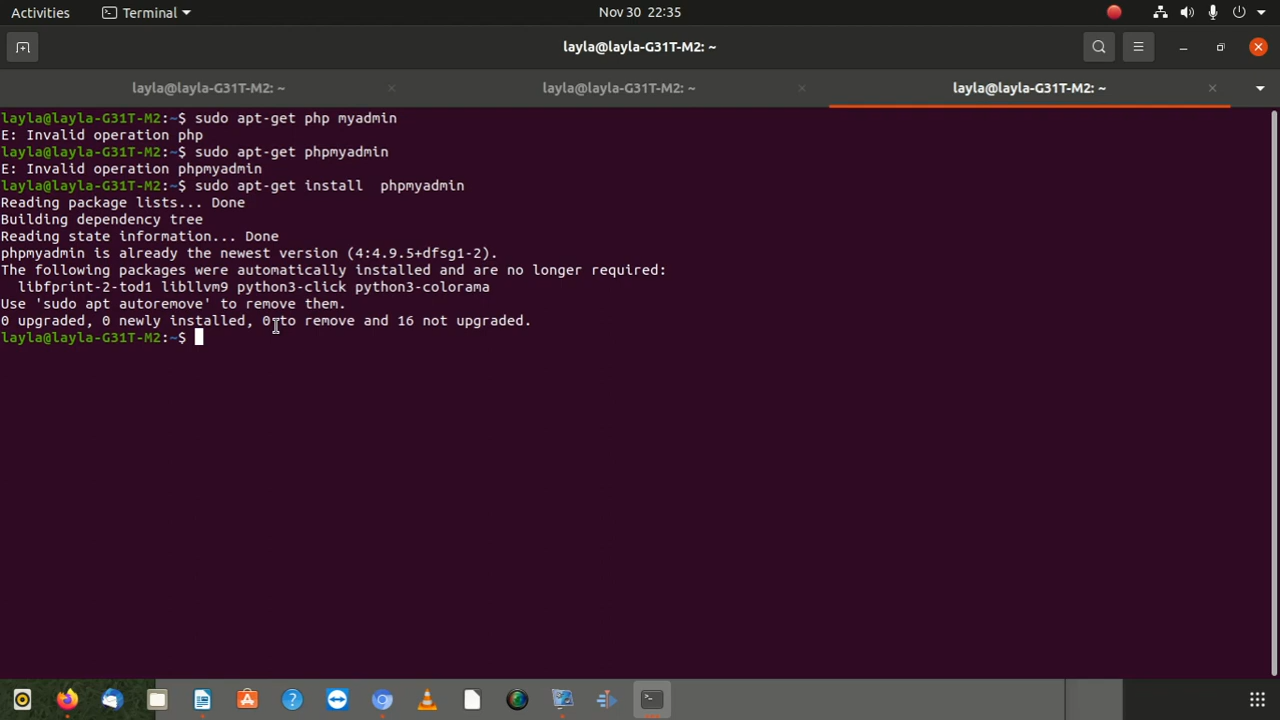 Activities Terminal Nov 30 22:35
layla@layla-G31T-M2: ~
layla@layla-G31T-M2: ~ layla@layla-G31T-M2: ~ layla@layla-G31T-M2: ~
layla@layla-G31T-M2:~$ sudo apt-get php myadmin
E: Invalid operation php
layla@layla-G31T-M2:~$ sudo apt-get phpmyadmin
E: Invalid operation phpmyadmin
layla@layla-G31T-M2:~$ sudo apt-get install  phpmyadmin
Reading package lists... Done
Building dependency tree
Reading state information... Done
phpmyadmin is already the newest version (4:4.9.5+dfsg1-2).
The following packages were automatically installed and are no longer required:
  libfprint-2-tod1 libllvm9 python3-click python3-colorama
Use 'sudo apt autoremove' to remove them.
0 upgraded, 0 newly installed, 0 to remove and 16 not upgraded.
layla@layla-G31T-M2:~$